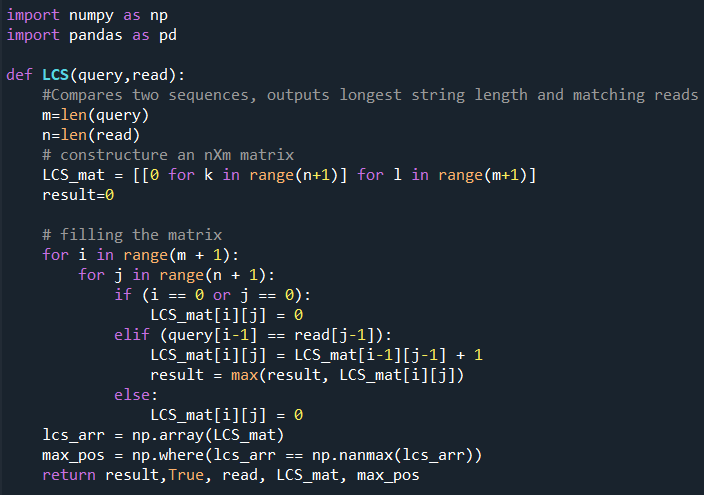 import numpy as np
import pandas as pd

def LCS(query,read):
    #Compares two sequences, outputs longest string length and matching reads
    m=len(query)
    n=len(read)
    # constructure an nXm matrix
    LCS_mat = [[0 for k in range(n+1)] for l in range(m+1)]
    result=0

    # filling the matrix
    for i in range(m + 1):
        for j in range(n + 1):
            if (i == 0 or j == 0):
                LCS_mat[i][j] = 0
            elif (query[i-1] == read[j-1]):
                LCS_mat[i][j] = LCS_mat[i-1][j-1] + 1
                result = max(result, LCS_mat[i][j])
            else:
                LCS_mat[i][j] = 0
    lcs_arr = np.array(LCS_mat)
    max_pos = np.where(lcs_arr == np.nanmax(lcs_arr))
    return result,True, read, LCS_mat, max_pos